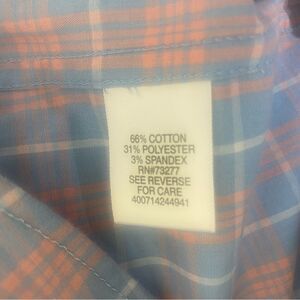 66% COTTON
31% POLYESTER
3% SPANDEX
RN#73277
SEE REVERSE
FOR CARE
400714244941